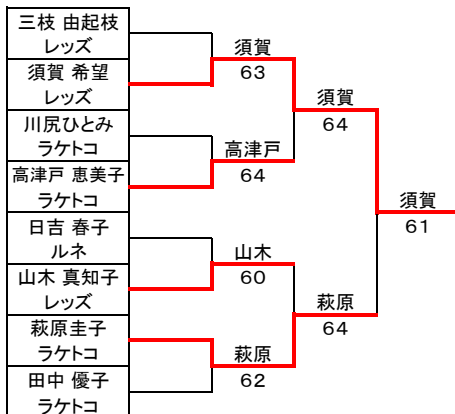 三枝 由起枝
レッズ
須賀 希望
レッズ
川尻ひとみ
ラケトコ
高津戸 恵美子
ラケトコ
日吉 春子
ルネ
山木 真知子
レッズ
萩原圭子
ラケトコ
田中 優子
ラケトコ
須賀
63
高津戸
64
山木
60
萩原
62
須賀
64
萩原
64
須賀
61